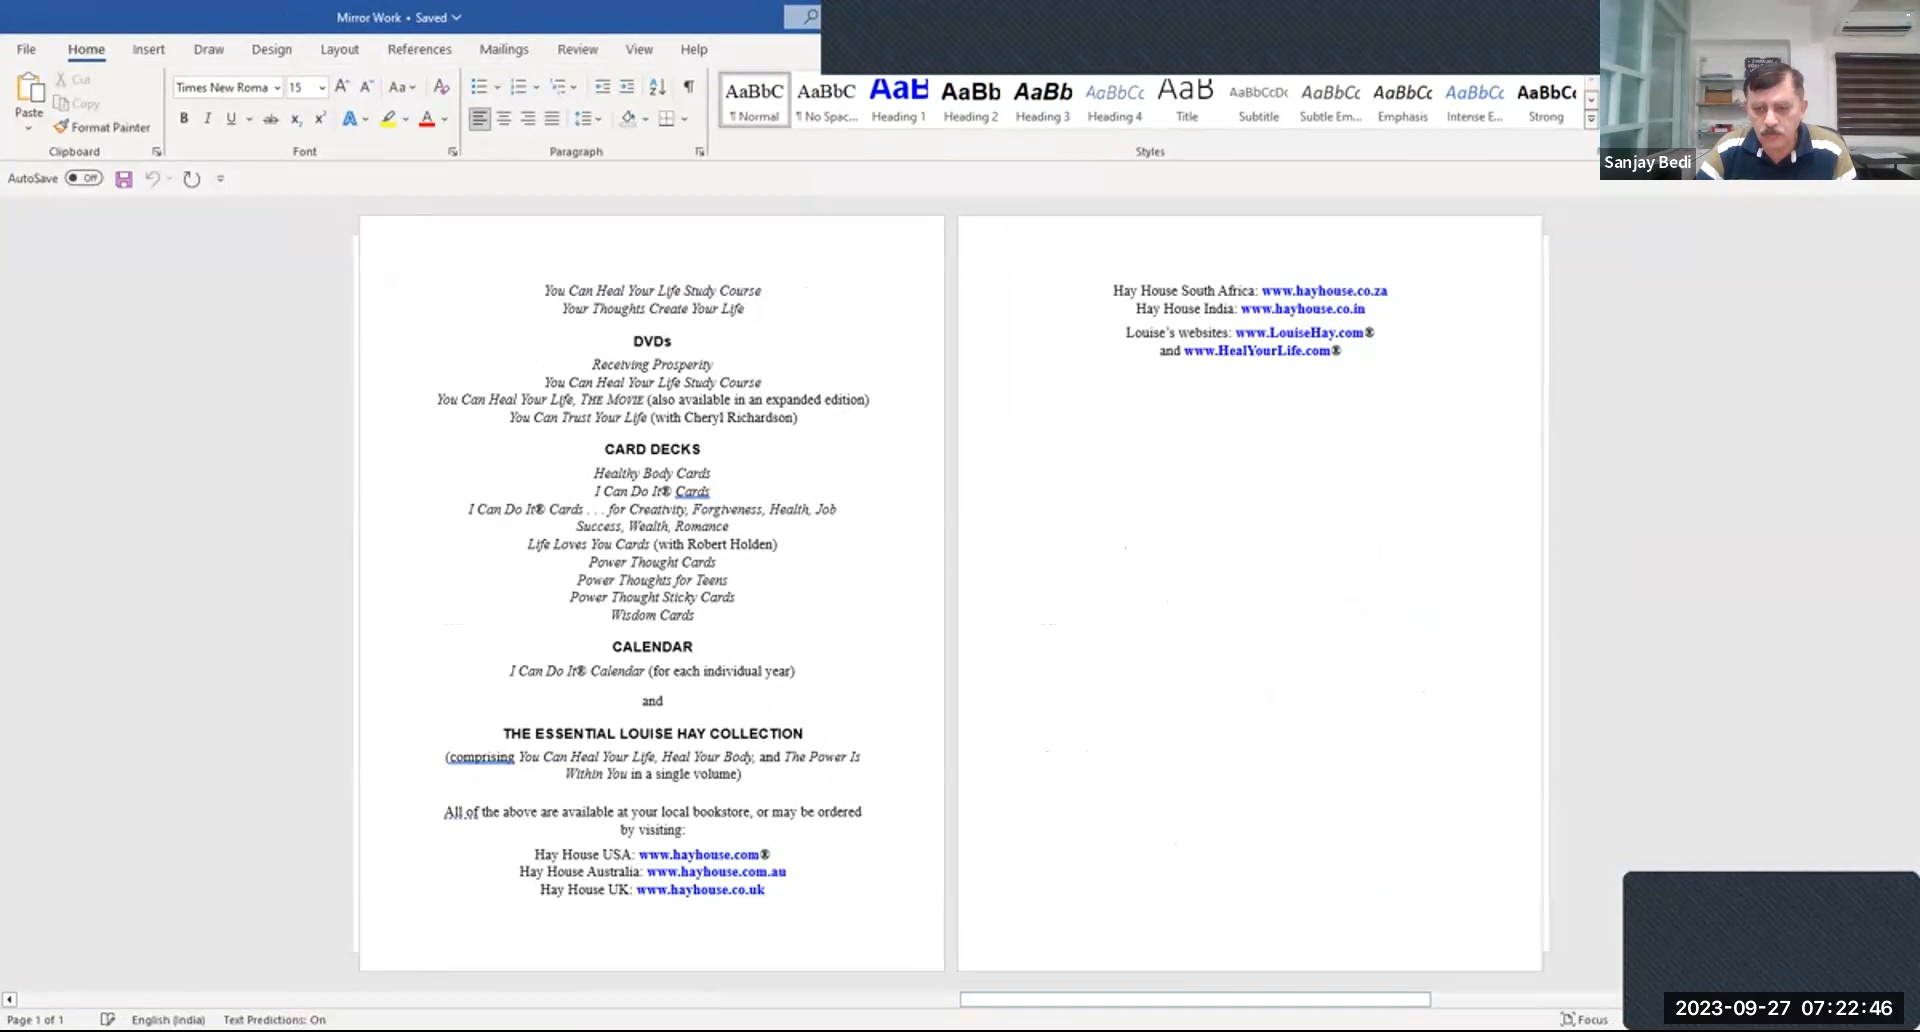 Mirror Work • Saved
File Home Insert Draw Design Layout References Mailings Review View Help
Paste
Cut
Copy
Format Painter
Clipboard
Times New Roma 15
Font
Paragraph
AaBbC AaBbC AaB AaBb AaBb AaBbCc AaB AaBbCcDc AaBbCc AaBbCc AaBbCc AaBbCc
¶ Normal ¶ No Spac... Heading 1 Heading 2 Heading 3 Heading 4 Title Subtitle Subtle Em... Emphasis Intense E... Strong
Styles
Sanjay Bedi
AutoSave Off
You Can Heal Your Life Study Course
Your Thoughts Create Your Life
DVDs
Receiving Prosperity
You Can Heal Your Life Study Course
You Can Heal Your Life, THE MOVIE (also available in an expanded edition)
You Can Trust Your Life (with Cheryl Richardson)
CARD DECKS
Healthy Body Cards
I Can Do It® Cards
I Can Do It® Cards . . . for Creativity, Forgiveness, Health, Job
Success, Wealth, Romance
Life Loves You Cards (with Robert Holden)
Power Thought Cards
Power Thoughts for Teens
Power Thought Sticky Cards
Wisdom Cards
CALENDAR
I Can Do It® Calendar (for each individual year)
and
THE ESSENTIAL LOUISE HAY COLLECTION
(comprising You Can Heal Your Life, Heal Your Body, and The Power Is
Within You in a single volume)
All of the above are available at your local bookstore, or may be ordered
by visiting:
Hay House USA: www.hayhouse.com®
Hay House Australia: www.hayhouse.com.au
Hay House UK: www.hayhouse.co.uk
Hay House South Africa: www.hayhouse.co.za
Hay House India: www.hayhouse.co.in
Louise's websites: www.LouiseHay.com®
and www.HealYourLife.com®
Page 1 of 1 English (India) Text Predictions: On
Focus
2023-09-27 07:22:46